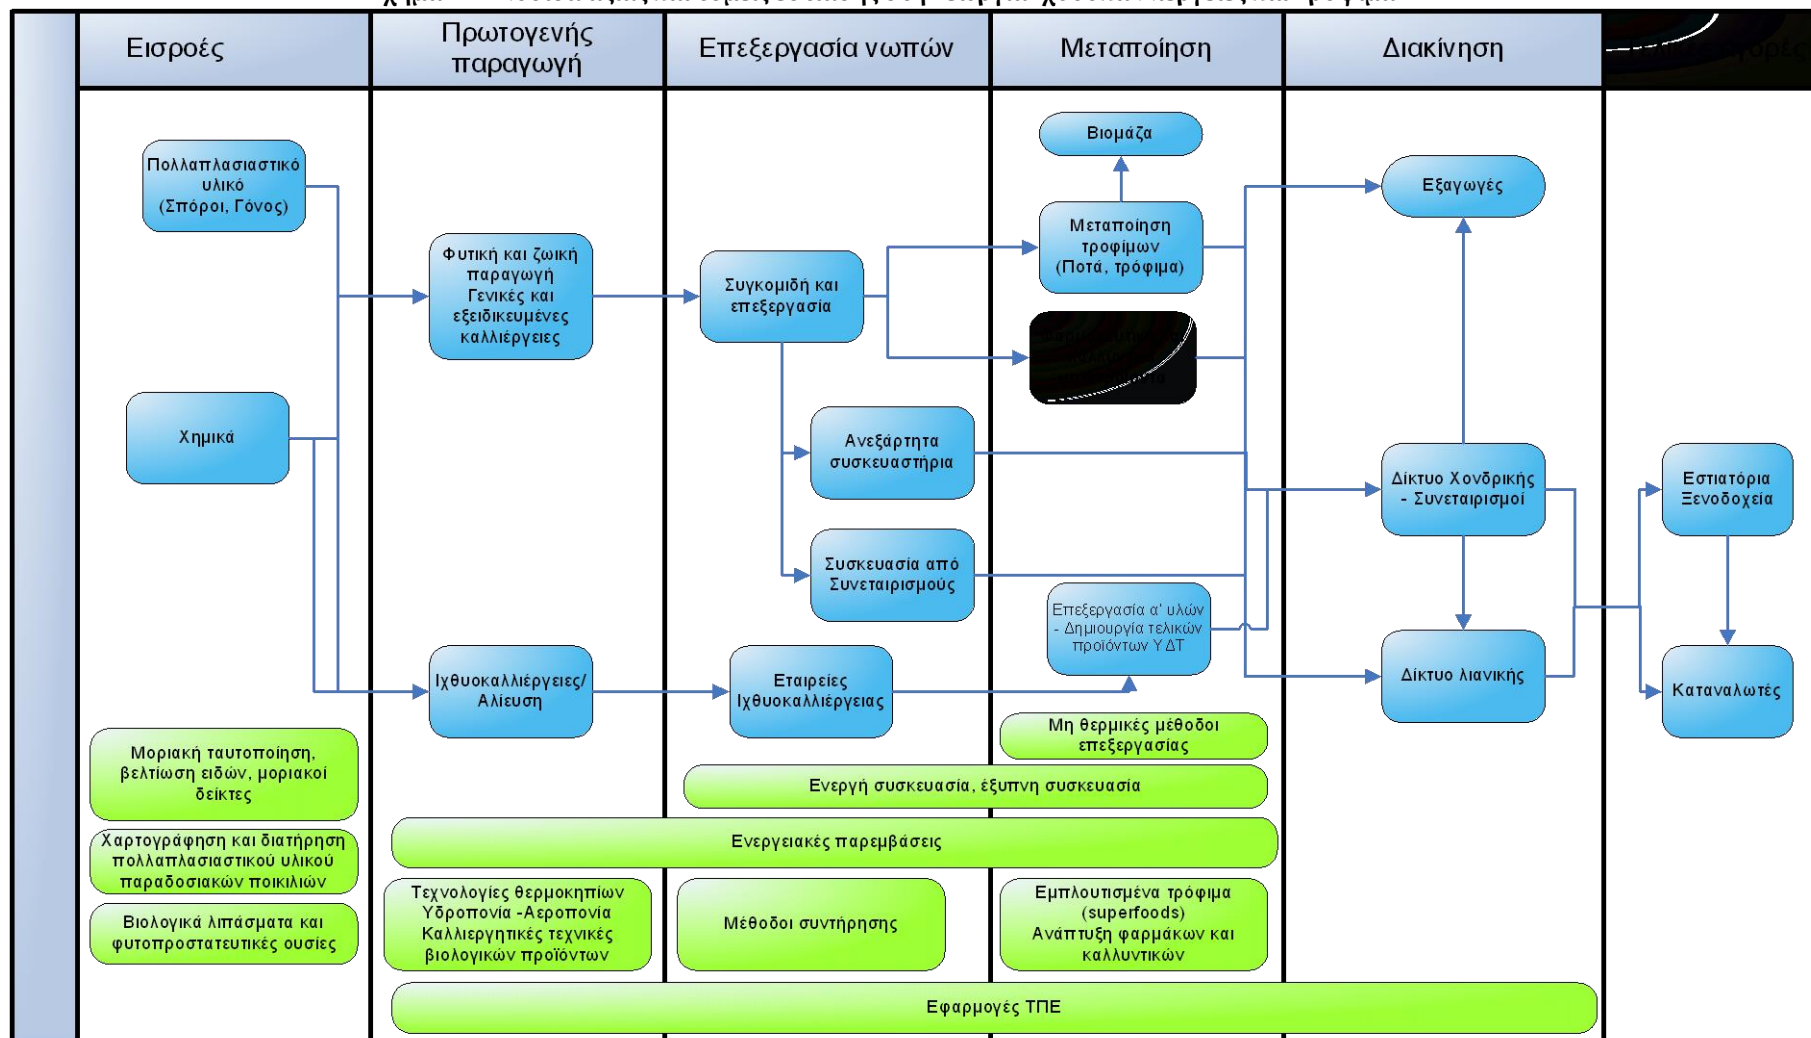 Εισροές
Πρωτογενής
παραγωγή
Επεξεργασία νωπών
Μεταποίηση
Διακίνηση
Πολλαπλασιαστικό
υλικό
(Σπόροι, Γόνος)
Χημικά
Φυτική και ζωική
παραγωγή
Γενικές και
εξειδικευμένες
καλλιέργειες
Ιχθυοκαλλιέργειες/
Αλίευση
Συγκομιδή και
επεξεργασία
Ανεξάρτητα
συσκευαστήρια
Συσκευασία από
Συνεταιρισμούς
Εταιρείες
Ιχθυοκαλλιέργειας
Βιομάζα
Μεταποίηση
τροφίμων
(Ποτά, τρόφιμα)
Επεξεργασία α' υλών
- Δημιουργία τελικών
προϊόντων ΥΔΤ
Εξαγωγές
Δίκτυο Χονδρικής
- Συνεταιρισμοί
Δίκτυο λιανικής
Εστιατόρια
Ξενοδοχεία
Καταναλωτές
Μοριακή ταυτοποίηση,
βελτίωση ειδών, μοριακοί
δείκτες
Χαρτογράφηση και διατήρηση
πολλαπλασιαστικού υλικού
παραδοσιακών ποικιλιών
Βιολογικά λιπάσματα και
φυτοπροστατευτικές ουσίες
Μη θερμικές μέθοδοι
επεξεργασίας
Ενεργή συσκευασία, έξυπνη συσκευασία
Ενεργειακές παρεμβάσεις
Τεχνολογίες θερμοκηπίων
Υδροπονία -Αεροπονία
Καλλιεργητικές τεχνικές
βιολογικών προϊόντων
Μέθοδοι συντήρησης
Εμπλουτισμένα τρόφιμα
(superfoods)
Ανάπτυξη φαρμάκων και
καλλυντικών
Εφαρμογές ΤΠΕ